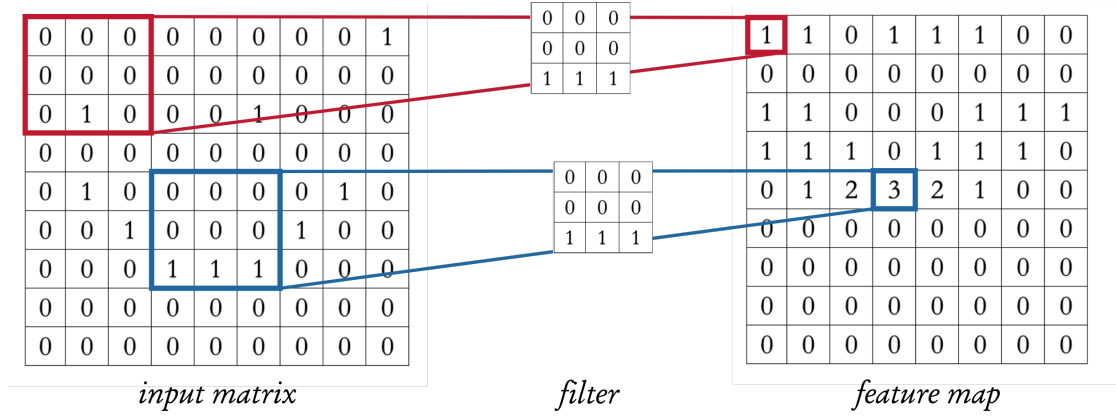 0 0 0 0 0 0 0 0 1
0 0 0 0 0 0 0 0 0
0 1 0 0 0 1 0 0 0
0 0 0 0 0 0 0 0 0
0 1 0 0 0 0 0 1 0
0 0 1 0 0 0 1 0 0
0 0 0 1 1 1 0 0 0
0 0 0 0 0 0 0 0 0
0 0 0 0 0 0 0 0 0
input matrix
0 0 0
0 0 0
1 1 1
0 0 0
0 0 0
1 1 1
filter
1 1 0 1 1 1 0 0
0 0 0 0 0 0 0 0
1 1 0 0 0 1 1 1
1 1 1 0 1 1 1 0
0 1 2 3 2 1 0 0
0 0 0 0 0 0 0 0
0 0 0 0 0 0 0 0
0 0 0 0 0 0 0 0
0 0 0 0 0 0 0 0
feature map